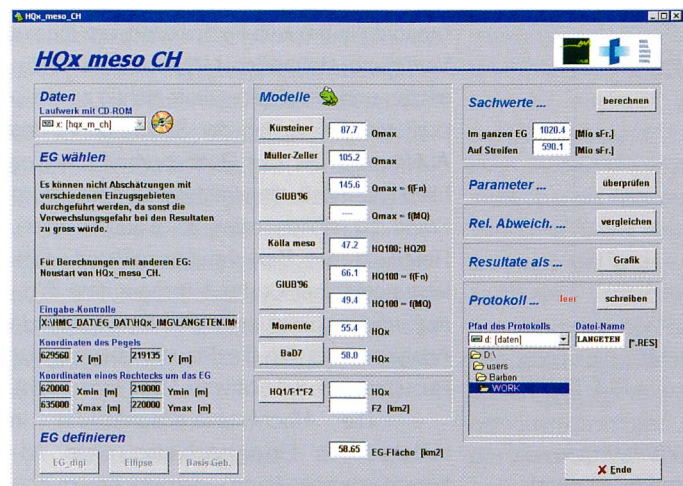 HQx_meso_CH
HQx meso CH
Daten
Laufwerk mit CD-ROM
x: [hqx_m_ch]
EG wählen
Es können nicht Abschätzungen mit
verschiedenen Einzugsgebieten
durchgeführt werden, da sonst die
Verwechslungsgefahr bei den Resultaten
zu gross würde.
Für Berechnungen mit anderen EG:
Neustart von HQx_meso_CH.
Eingabe-Kontrolle
X:\HMC_DAT\EG_DAT\HQx_IMG\LANGETEN.IM
Koordinaten des Pegels
629560 X [m] 219135 Y [m]
Koordinaten eines Rechtecks um das EG
620000 Xmin [m] 210000 Ymin [m]
635000 Xmax [m] 220000 Ymax [m]
EG definieren
EG_digi Ellipse Basis Geb.
Modelle
Kürsteiner 87.7 Qmax
Müller-Zeller 105.2 Qmax
GIUB'96 145.6 Qmax = f(Fn)
---- Qmax = f(MQ)
Kölla meso 47.2 HQ100; HQ20
GIUB'96 66.1 HQ100 = f(Fn)
49.4 HQ100 = f(MQ)
Momente 55.4 HQx
BaD7 58.0 HQx
HQ1/F1*F2 HQx
F2 [km2]
58.65 EG-Fläche [km2]
Sachwerte ... berechnen
Im ganzen EG 1020.4 [Mio sFr.]
Auf Streifen 590.1 [Mio sFr.]
Parameter ... überprüfen
Rel. Abweich. ... vergleichen
Resultate als ... Grafik
Protokoll ... leer schreiben
Pfad des Protokolls Datei-Name
d: [daten] LANGETEN [*.RES]
D:\
users
Barben
WORK
Ende